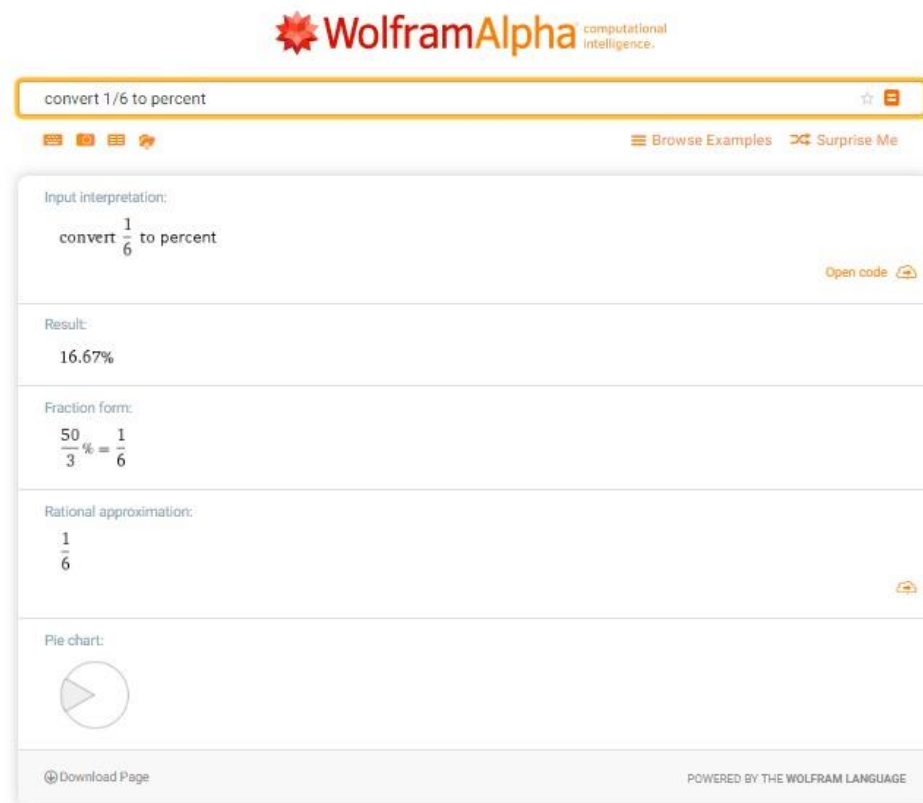 WolframAlpha computational intelligence.
convert 1/6 to percent
Browse Examples Surprise Me
Input interpretation:
convert 1/6 to percent
Open code
Result:
16.67%
Fraction form:
50/3 % = 1/6
Rational approximation:
1/6
Pie chart:
Download Page POWERED BY THE WOLFRAM LANGUAGE